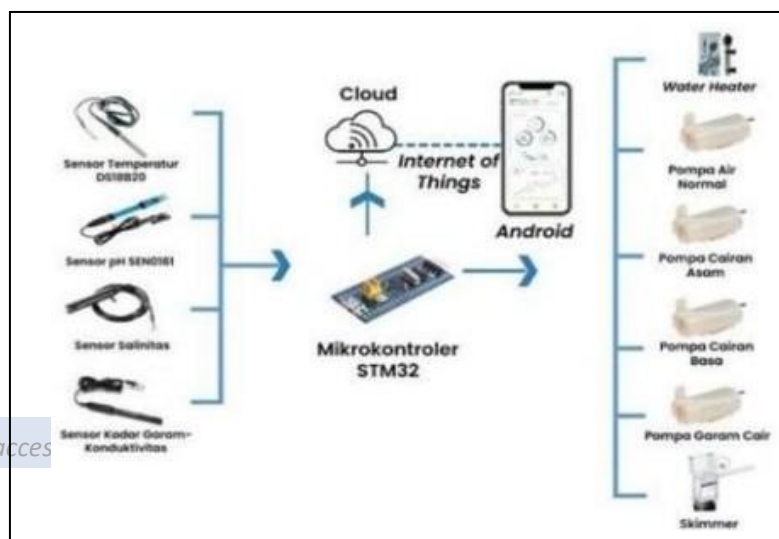 Sensor Temperatur
DS18B20
Sensor pH SEN0161
Sensor Salinitas
Sensor Kadar Garam-
Konduktivitas
acces
Cloud
Internet of
Things
Android
Mikrokontroler
STM32
Water Heater
Pompa Air
Normal
Pompa Cairan
Asam
Pompa Cairan
Basa
Pompa Garam Cair
Skimmer